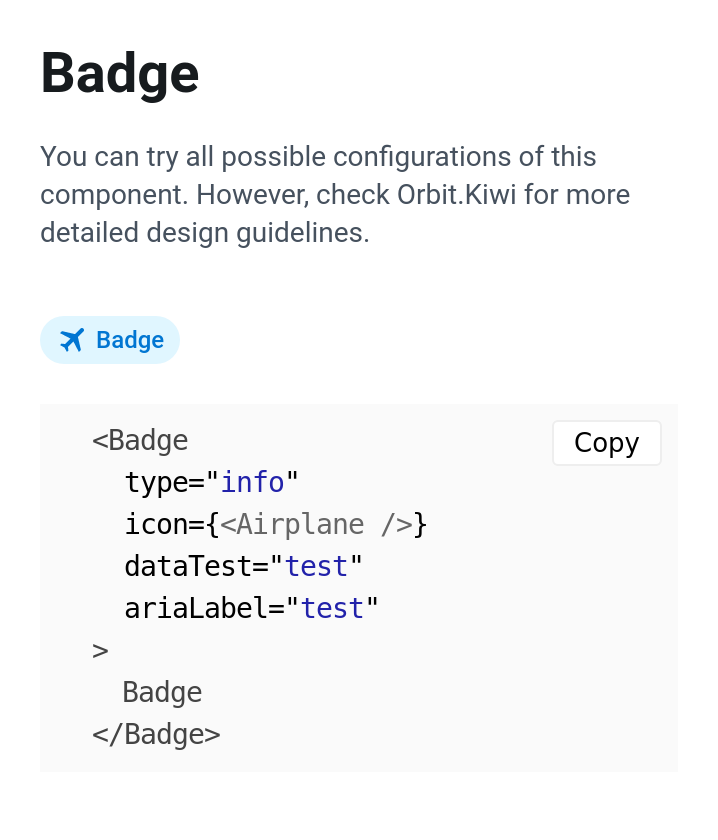 Badge
You can try all possible configurations of this
component. However, check Orbit.Kiwi for more
detailed design guidelines.
Badge
Copy
<Badge
type="info"
icon={<Airplane />}
dataTest="test"
ariaLabel="test"
>
Badge
</Badge>